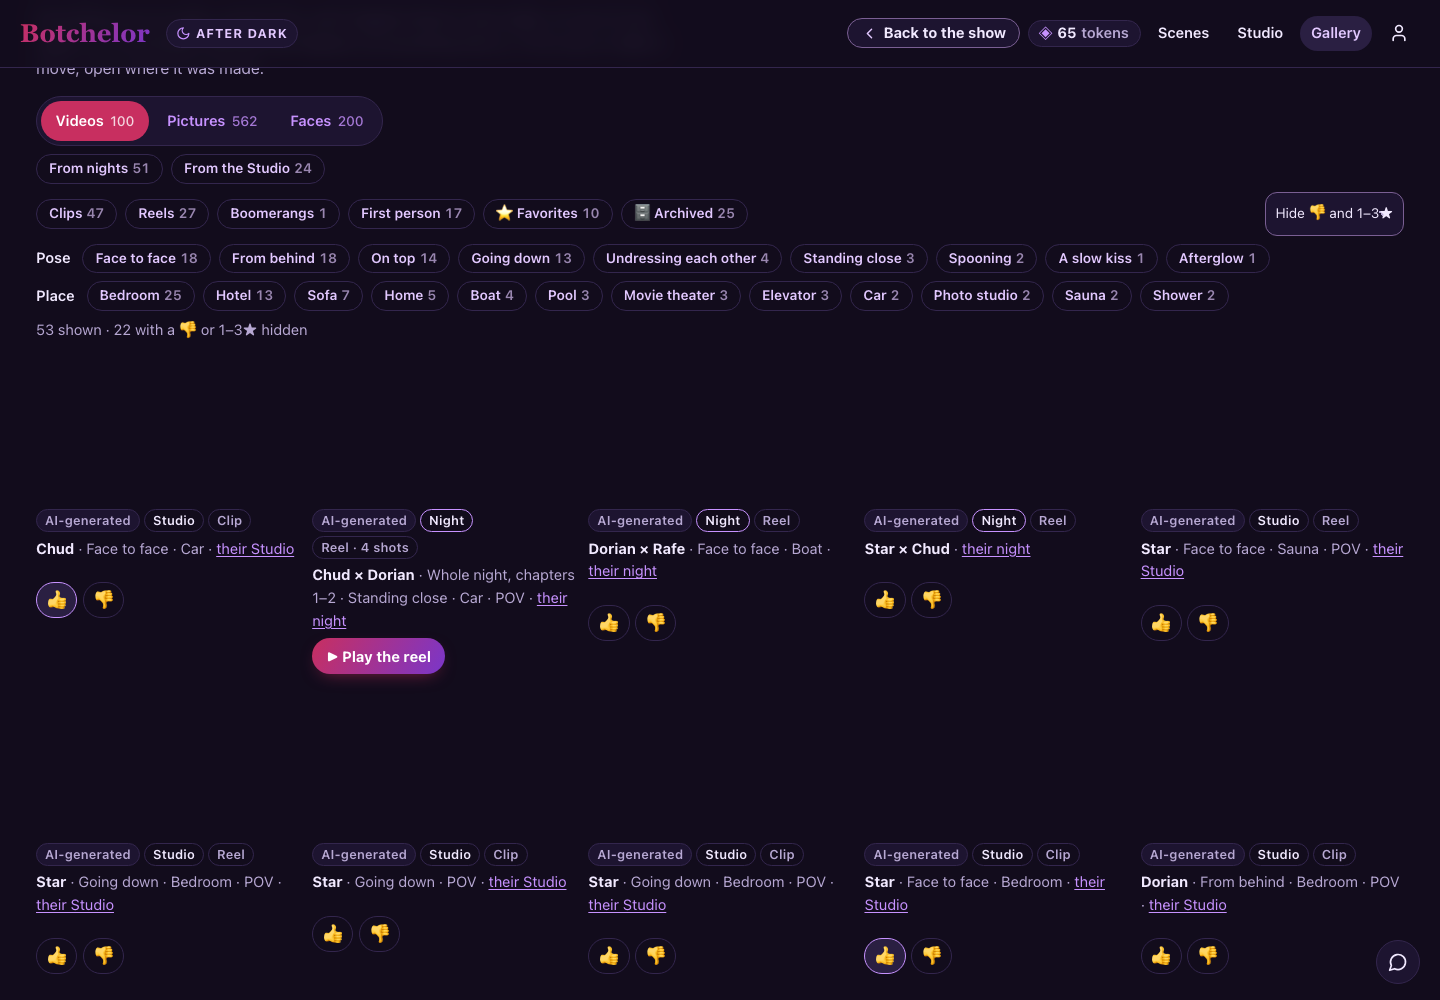 Botchelor
AFTER DARK
Back to the show
65 tokens
Scenes
Studio
Gallery
move, open where it was made.
Videos 100
Pictures 562
Faces 200
From nights 51
From the Studio 24
Clips 47
Reels 27
Boomerangs 1
First person 17
⭐ Favorites 10
🗄️ Archived 25
Hide 👎 and 1–3★
Pose
Face to face 18
From behind 18
On top 14
Going down 13
Undressing each other 4
Standing close 3
Spooning 2
A slow kiss 1
Afterglow 1
Place
Bedroom 25
Hotel 13
Sofa 7
Home 5
Boat 4
Pool 3
Movie theater 3
Elevator 3
Car 2
Photo studio 2
Sauna 2
Shower 2
53 shown · 22 with a 👎 or 1–3★ hidden
AI-generated Studio Clip
Chud · Face to face · Car · their Studio
👍 👎
AI-generated Night
Reel · 4 shots
Chud × Dorian · Whole night, chapters
1–2 · Standing close · Car · POV · their
night
▶ Play the reel
AI-generated Night Reel
Dorian × Rafe · Face to face · Boat ·
their night
👍 👎
AI-generated Night Reel
Star × Chud · their night
👍 👎
AI-generated Studio Reel
Star · Face to face · Sauna · POV · their
Studio
👍 👎
AI-generated Studio Reel
Star · Going down · Bedroom · POV ·
their Studio
👍 👎
AI-generated Studio Clip
Star · Going down · POV · their Studio
👍 👎
AI-generated Studio Clip
Star · Going down · Bedroom · POV ·
their Studio
👍 👎
AI-generated Studio Clip
Star · Face to face · Bedroom · their
Studio
👍 👎
AI-generated Studio Clip
Dorian · From behind · Bedroom · POV
· their Studio
👍 👎